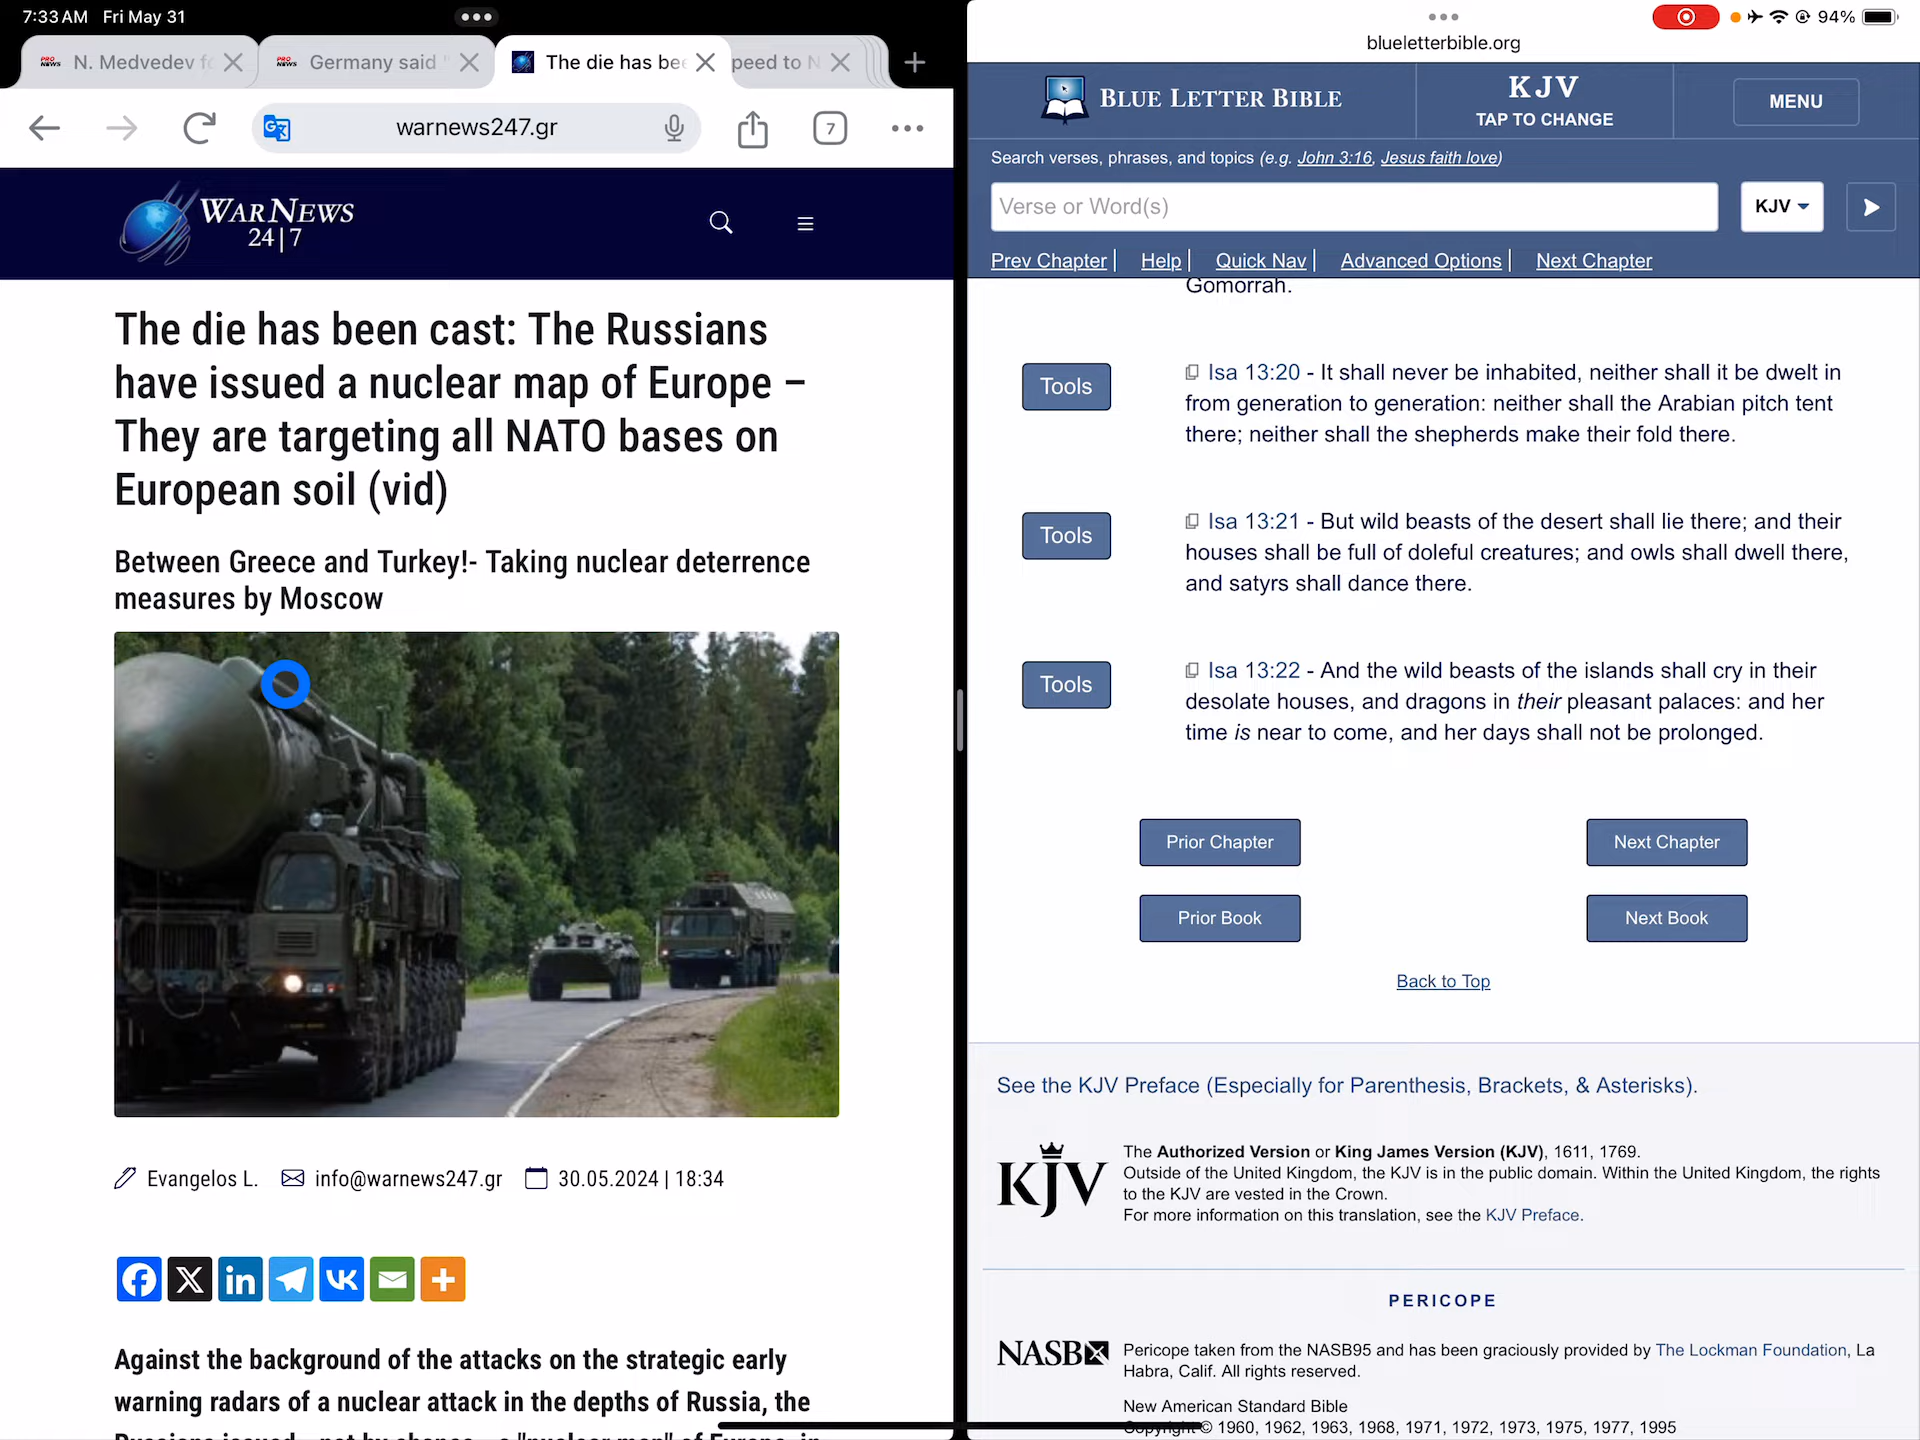 7:33 AM Fri May 31
N. Medvedev fo
Germany said "
The die has bee
peed to N
warnews247.gr
7
WAR NEWS
24|7
The die has been cast: The Russians
have issued a nuclear map of Europe –
They are targeting all NATO bases on
European soil (vid)
Between Greece and Turkey!- Taking nuclear deterrence
measures by Moscow
Evangelos L. info@warnews247.gr 30.05.2024 | 18:34
Against the background of the attacks on the strategic early
warning radars of a nuclear attack in the depths of Russia, the
94%
blueletterbible.org
BLUE LETTER BIBLE
KJV
TAP TO CHANGE
MENU
Search verses, phrases, and topics (e.g. John 3:16, Jesus faith love)
Verse or Word(s)
KJV
Prev Chapter | Help | Quick Nav | Advanced Options | Next Chapter
Gomorrah.
Tools
Isa 13:20 - It shall never be inhabited, neither shall it be dwelt in
from generation to generation: neither shall the Arabian pitch tent
there; neither shall the shepherds make their fold there.
Tools
Isa 13:21 - But wild beasts of the desert shall lie there; and their
houses shall be full of doleful creatures; and owls shall dwell there,
and satyrs shall dance there.
Tools
Isa 13:22 - And the wild beasts of the islands shall cry in their
desolate houses, and dragons in their pleasant palaces: and her
time is near to come, and her days shall not be prolonged.
Prior Chapter
Next Chapter
Prior Book
Next Book
Back to Top
See the KJV Preface (Especially for Parenthesis, Brackets, & Asterisks).
KJV
The Authorized Version or King James Version (KJV), 1611, 1769.
Outside of the United Kingdom, the KJV is in the public domain. Within the United Kingdom, the rights
to the KJV are vested in the Crown.
For more information on this translation, see the KJV Preface.
PERICOPE
NASB
Pericope taken from the NASB95 and has been graciously provided by The Lockman Foundation, La
Habra, Calif. All rights reserved.
New American Standard Bible
Copyright © 1960, 1962, 1963, 1968, 1971, 1972, 1973, 1975, 1977, 1995